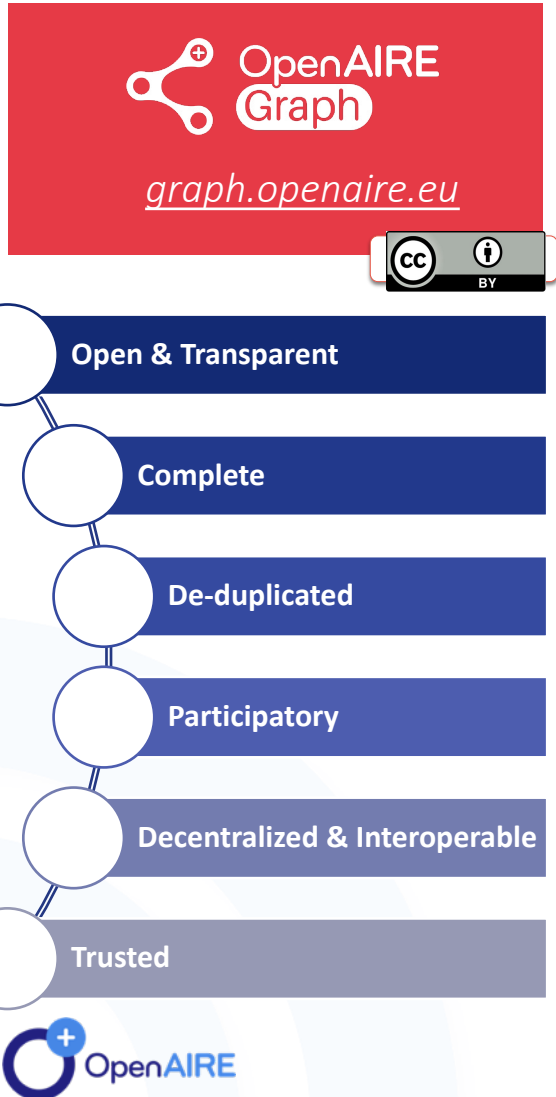 OpenAIRE
Graph
graph.openaire.eu
cc
BY
Open & Transparent
Complete
De-duplicated
Participatory
Decentralized & Interoperable
Trusted
OpenAIRE